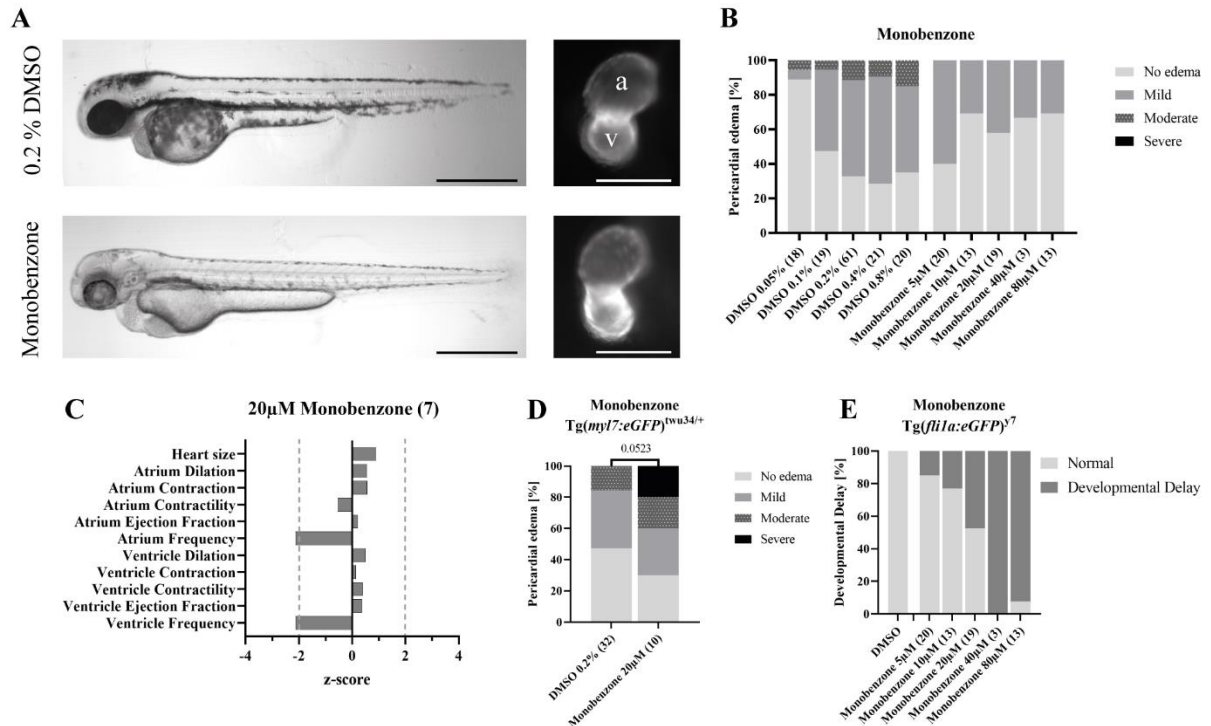 A
0.2 % DMSO
a
v
Monobenzone
B
Monobenzone
Pericardial edema [%]
100
80
60
40
20
0
DMSO 0.05% (18)
DMSO 0.1% (19)
DMSO 0.2% (61)
DMSO 0.4% (21)
DMSO 0.8% (20)
Monobenzone 5μM (20)
Monobenzone 10μM (13)
Monobenzone 20μM (19)
Monobenzone 40μM (3)
Monobenzone 80μM (13)
No edema
Mild
Moderate
Severe
C
20μM Monobenzone (7)
Heart size
Atrium Dilation
Atrium Contraction
Atrium Contractility
Atrium Ejection Fraction
Atrium Frequency
Ventricle Dilation
Ventricle Contraction
Ventricle Contractility
Ventricle Ejection Fraction
Ventricle Frequency
-4 -2 0 2 4
z-score
D
Monobenzone
Tg(myl7:eGFP)twu34/+
0.0523
Pericardial edema [%]
100
80
60
40
20
0
DMSO 0.2% (32)
Monobenzone 20μM (10)
No edema
Mild
Moderate
Severe
E
Monobenzone
Tg(fli1a:eGFP)y7
Developmental Delay [%]
100
80
60
40
20
0
DMSO
Monobenzone 5μM (20)
Monobenzone 10μM (13)
Monobenzone 20μM (19)
Monobenzone 40μM (3)
Monobenzone 80μM (13)
Normal
Developmental Delay